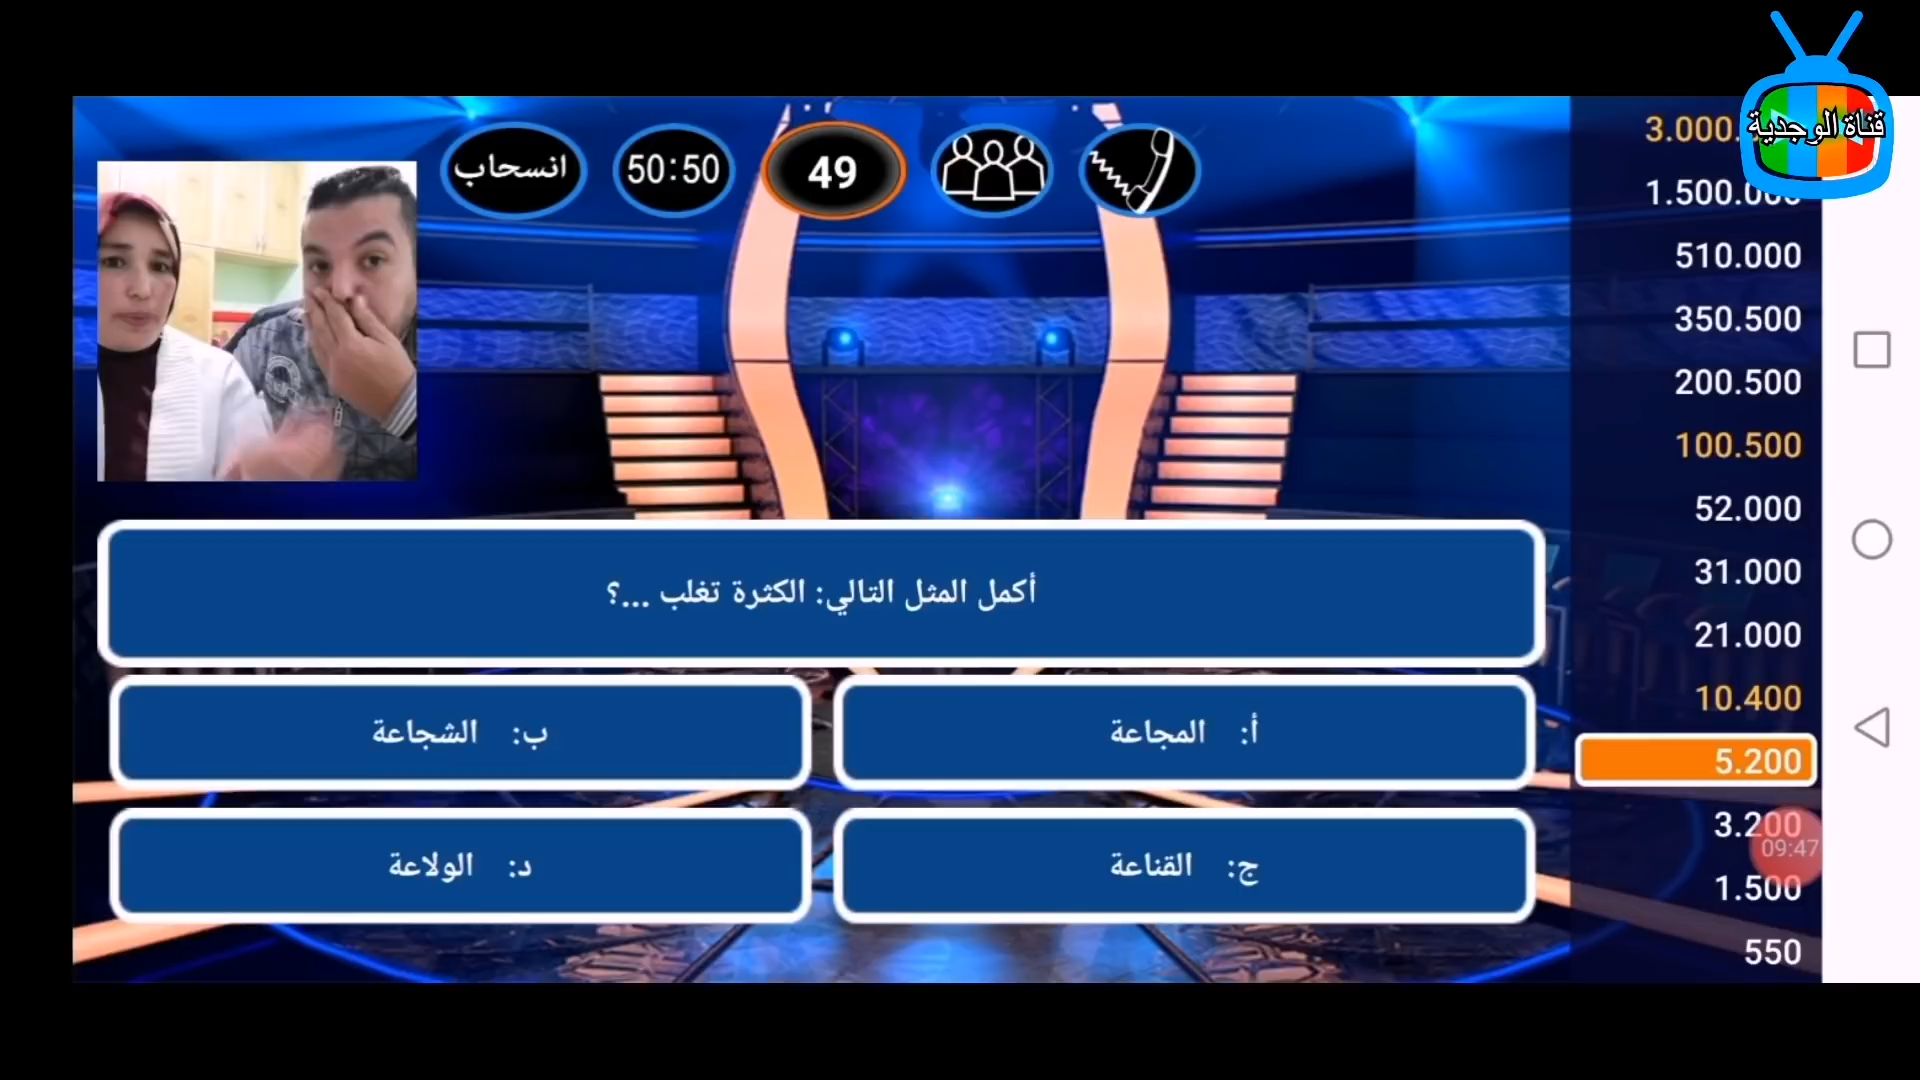 قناة الوجدية
انسحاب
50:50
49
أكمل المثل التالي: الكثرة تغلب ...؟
أ: المجاعة
ب: الشجاعة
ج: القناعة
د: الولاعة
3.000.
1.500.000
510.000
350.500
200.500
100.500
52.000
31.000
21.000
10.400
5.200
3.200
09:47
1.500
550